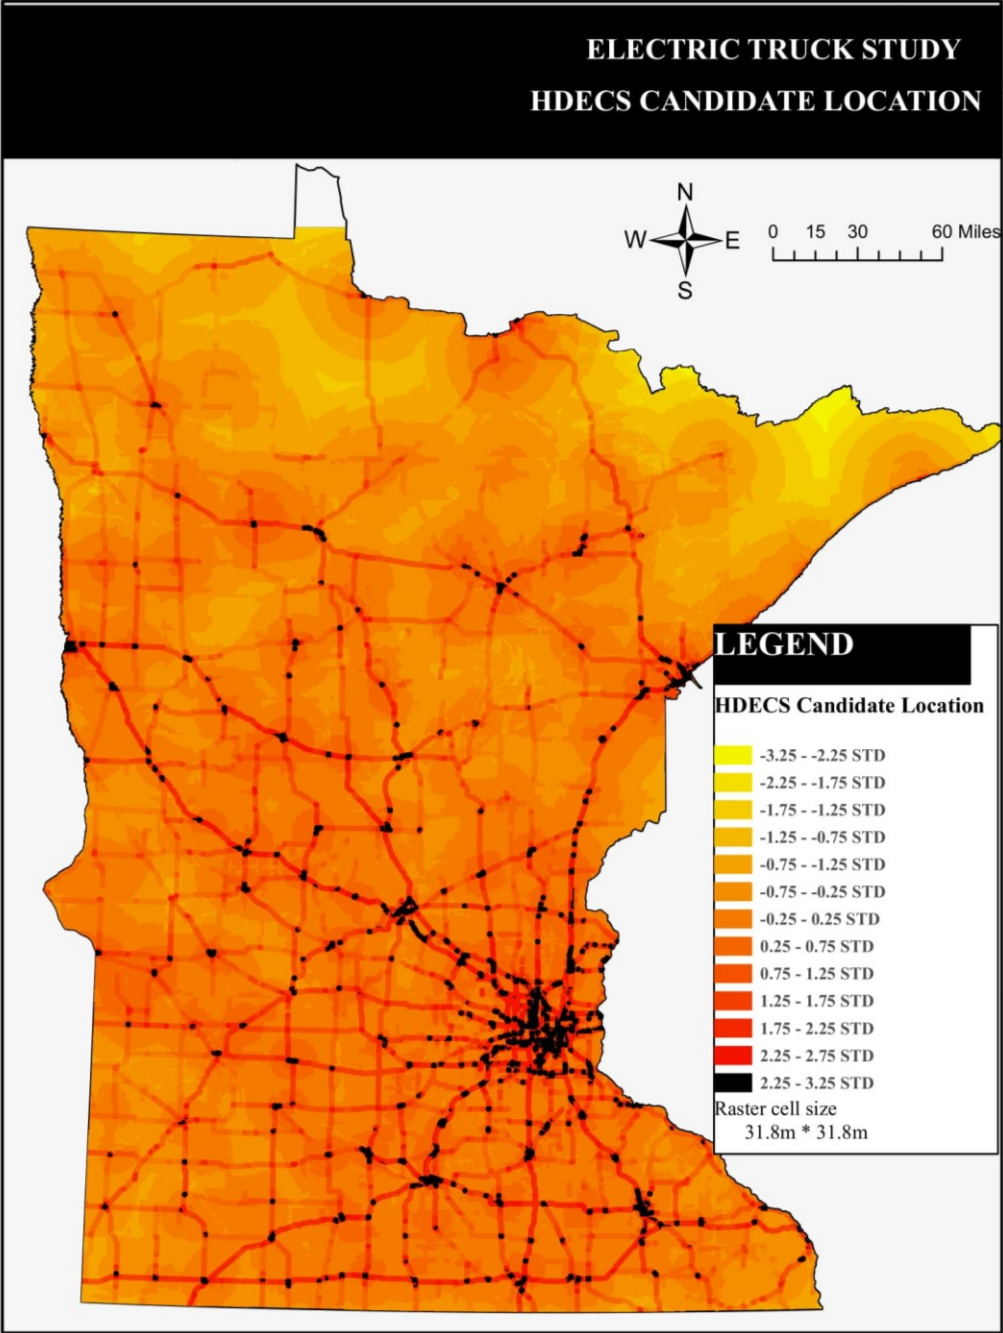 ELECTRIC TRUCK STUDY
HDECS CANDIDATE LOCATION
N
W E
S
0 15 30 60 Miles
LEGEND
HDECS Candidate Location
-3.25 - -2.25 STD
-2.25 - -1.75 STD
-1.75 - -1.25 STD
-1.25 - -0.75 STD
-0.75 - -1.25 STD
-0.75 - -0.25 STD
-0.25 - 0.25 STD
0.25 - 0.75 STD
0.75 - 1.25 STD
1.25 - 1.75 STD
1.75 - 2.25 STD
2.25 - 2.75 STD
2.25 - 3.25 STD
Raster cell size
31.8m * 31.8m